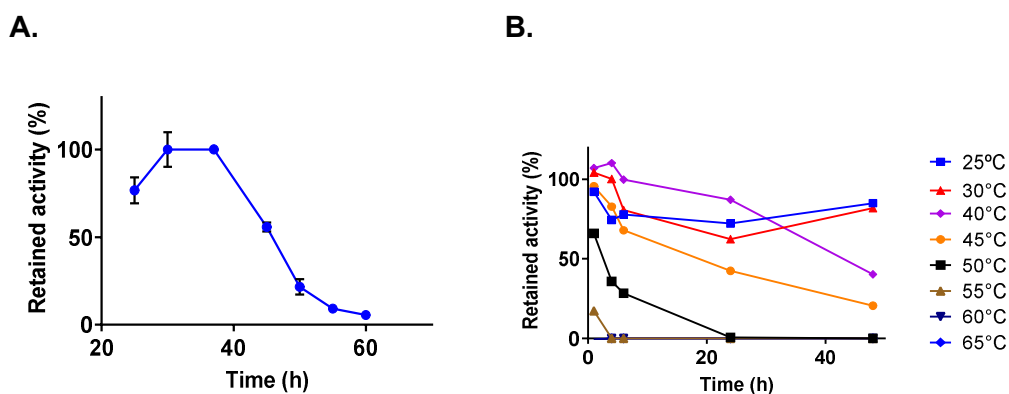 A.
B.
Retained activity (%)
100
50
0
20
40
60
Time (h)
Retained activity (%)
100
50
0
0
20
40
Time (h)
25ºC
30°C
40°C
45°C
50°C
55°C
60°C
65°C